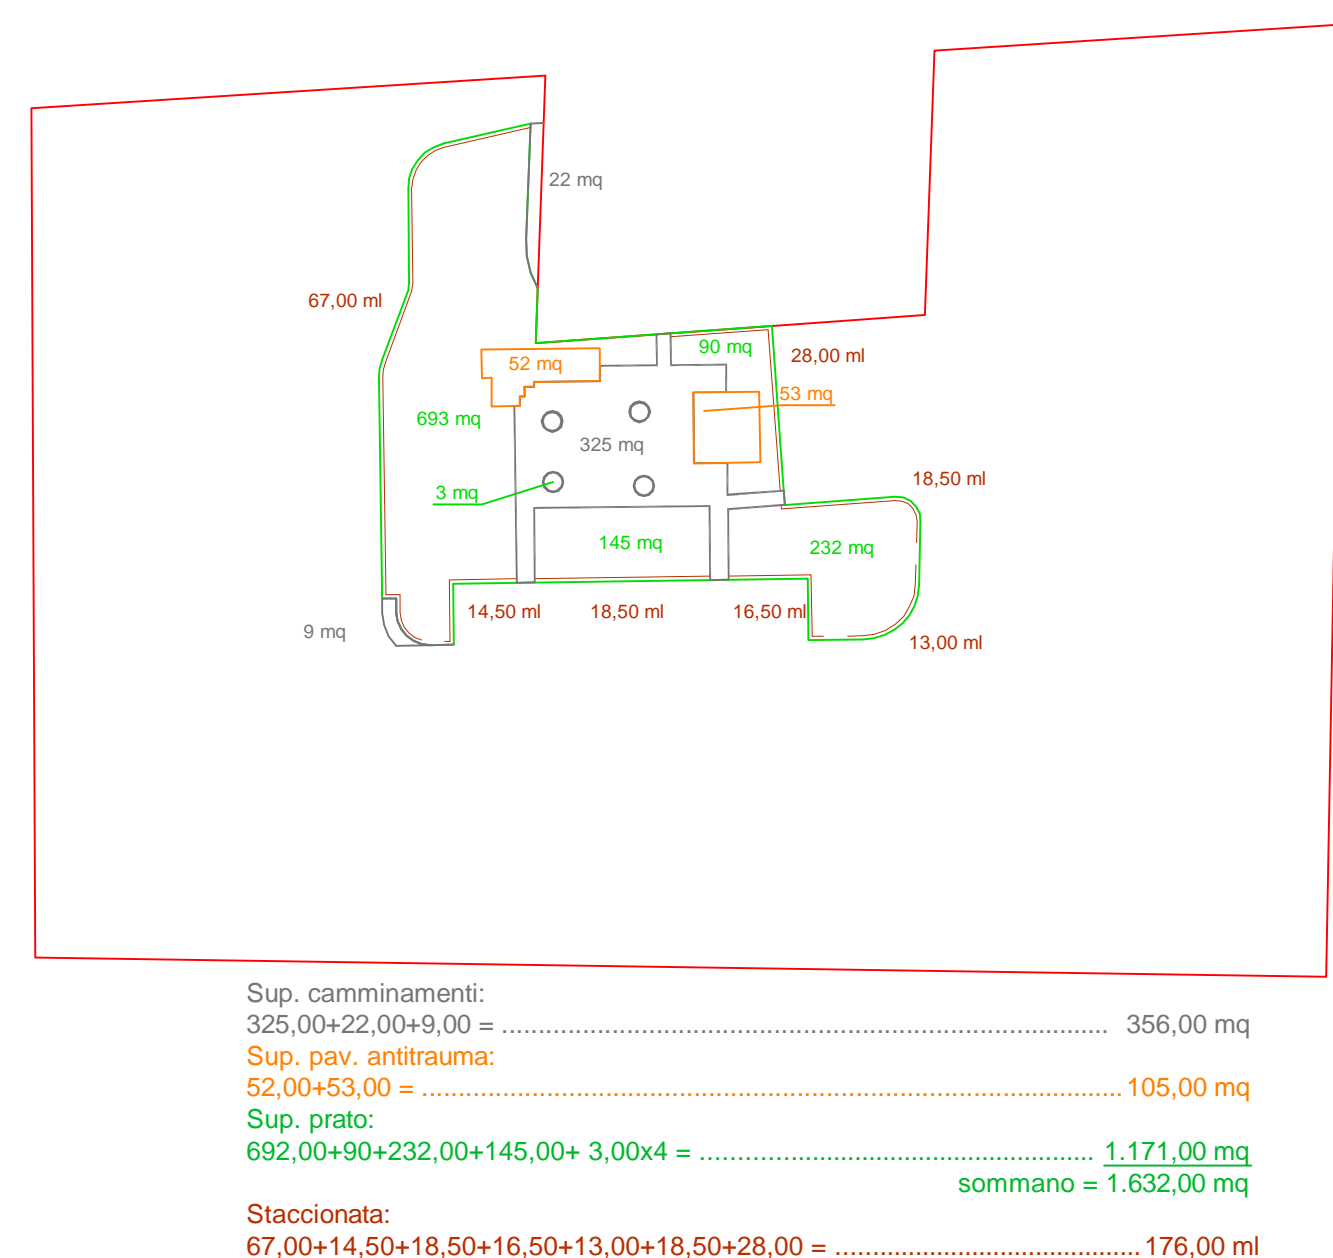 22 mq
67,00 ml
90 mq
28,00 ml
52 mq
53 mq
693 mq
325 mq
18,50 ml
3 mq
145 mq
232 mq
14,50 ml
18,50 ml
16,50 ml
9 mq
13,00 ml
Sup. camminamenti:
325,00+22,00+9,00 = .................................................................................. 356,00 mq
Sup. pav. antitrauma:
52,00+53,00 = ............................................................................................... 105,00 mq
Sup. prato:
692,00+90+232,00+145,00+ 3,00x4 = ..................................................... 1.171,00 mq
sommano = 1.632,00 mq
Staccionata:
67,00+14,50+18,50+16,50+13,00+18,50+28,00 = ......................................... 176,00 ml